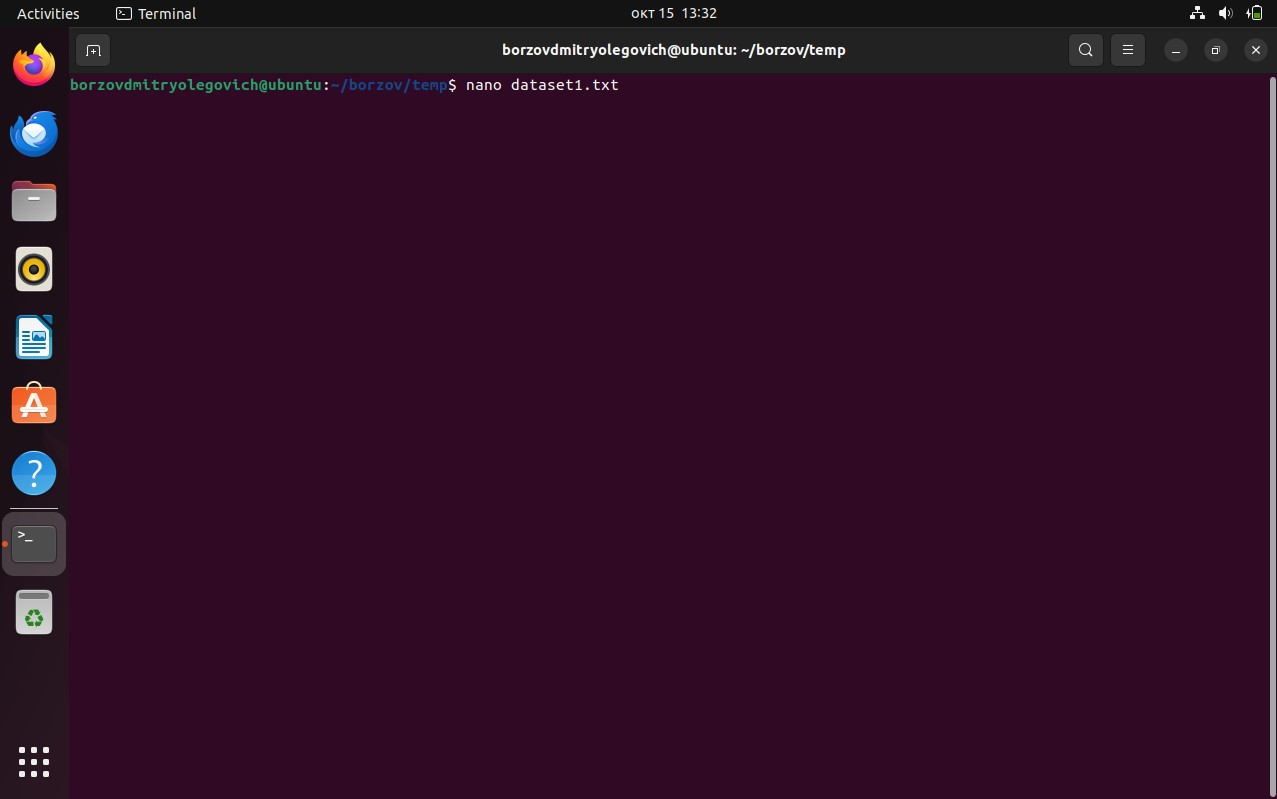 Activities
Terminal
окт 15 13:32
borzovdmitryolegovich@ubuntu: ~/borzov/temp
borzovdmitryolegovich@ubuntu:~/borzov/temp$ nano dataset1.txt